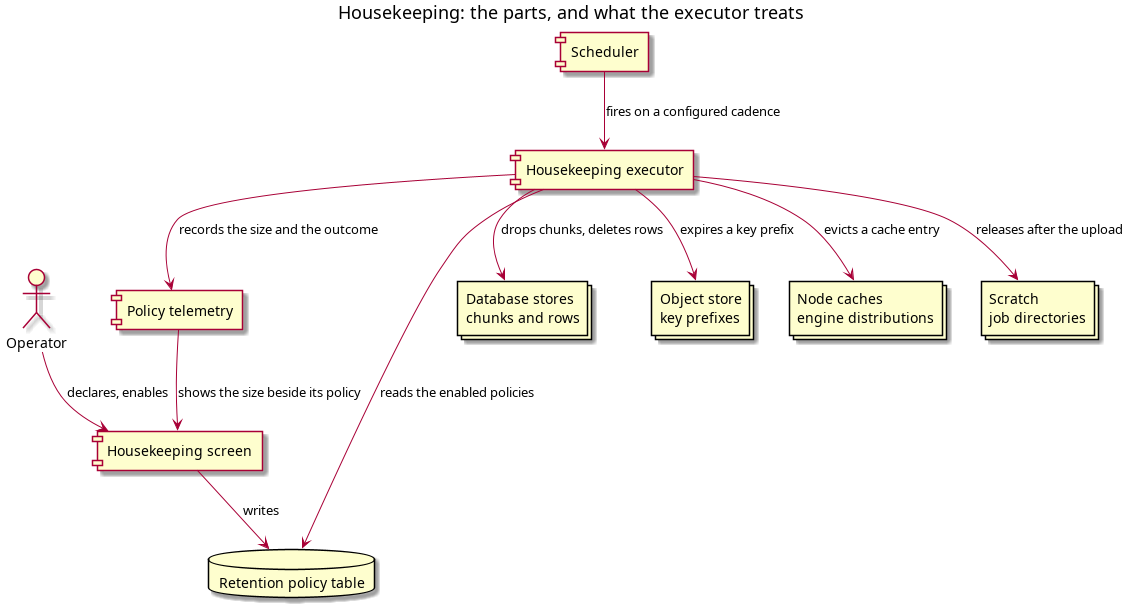 Housekeeping: the parts, and what the executor treats
Scheduler
fires on a configured cadence
Housekeeping executor
records the size and the outcome
drops chunks, deletes rows
expires a key prefix
evicts a cache entry
releases after the upload
Operator
Policy telemetry
Database stores
chunks and rows
Object store
key prefixes
Node caches
engine distributions
Scratch
job directories
declares, enables
shows the size beside its policy
reads the enabled policies
Housekeeping screen
writes
Retention policy table